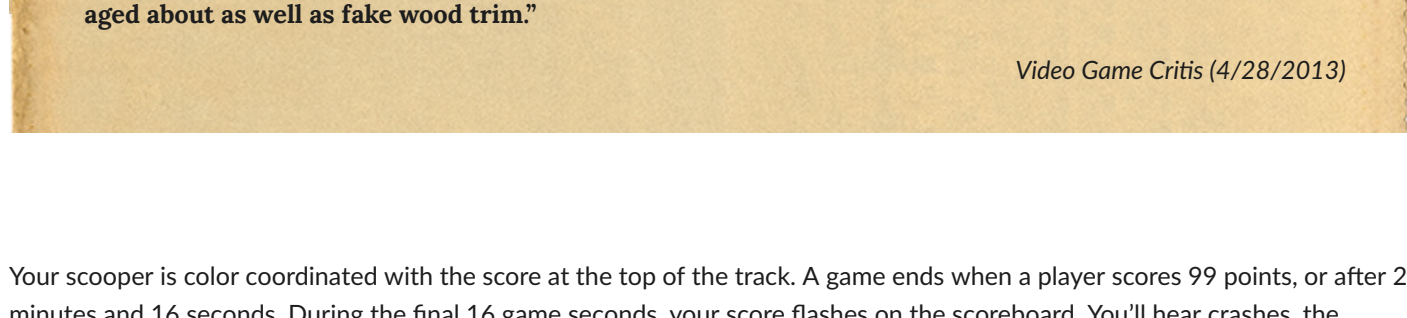 aged about as well as fake wood trim.”
Video Game Critis (4/28/2013)
Your scooper is color coordinated with the score at the top of the track. A game ends when a player scores 99 points, or after 2
minutes and 16 seconds. During the final 16 game seconds, your score flashes on the scoreboard. You’ll hear crashes, the